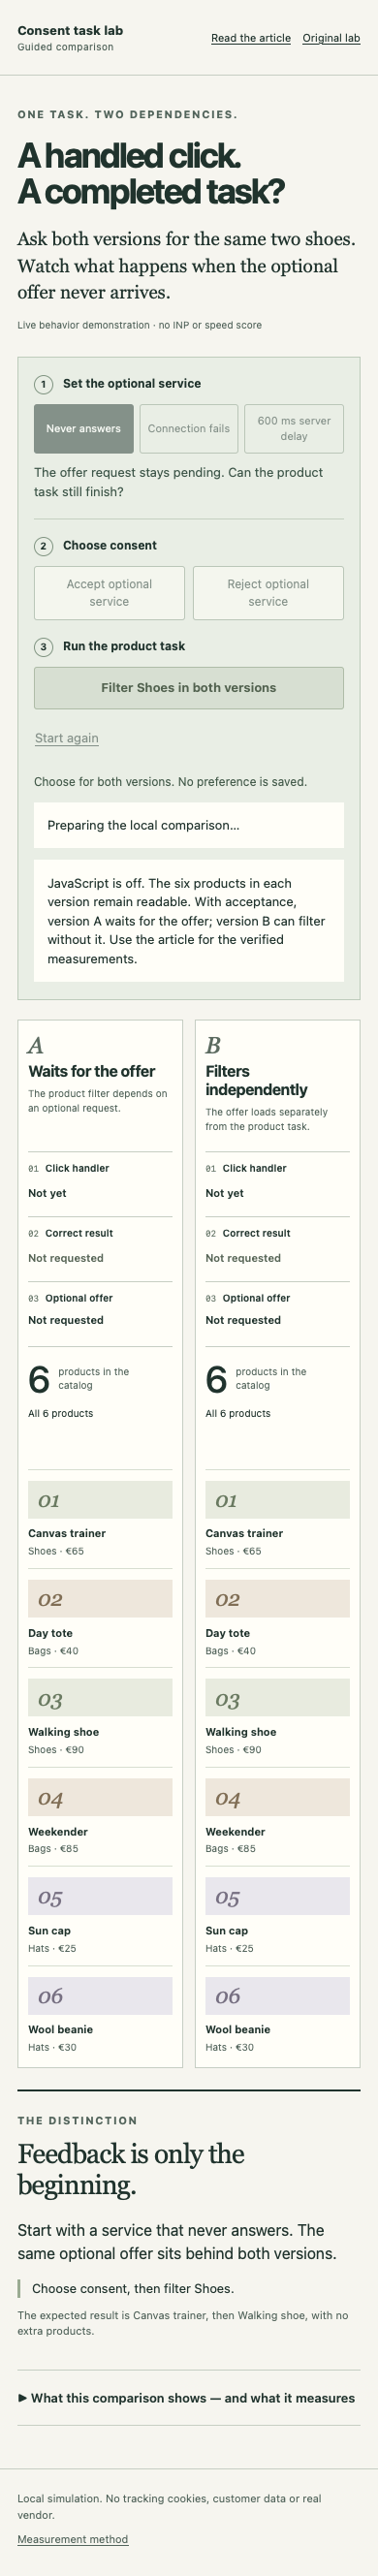 Consent task lab
Guided comparison
Read the article
Original lab
ONE TASK. TWO DEPENDENCIES.
A handled click.
A completed task?
Ask both versions for the same two shoes.
Watch what happens when the optional
offer never arrives.
Live behavior demonstration · no INP or speed score
1 Set the optional service
Never answers
Connection fails
600 ms server
delay
The offer request stays pending. Can the product
task still finish?
2 Choose consent
Accept optional
service
Reject optional
service
3 Run the product task
Filter Shoes in both versions
Start again
Choose for both versions. No preference is saved.
Preparing the local comparison…
JavaScript is off. The six products in each
version remain readable. With acceptance,
version A waits for the offer; version B can filter
without it. Use the article for the verified
measurements.
A
Waits for the offer
The product filter depends on
an optional request.
01 Click handler
Not yet
02 Correct result
Not requested
03 Optional offer
Not requested
6 products in the
catalog
All 6 products
01
Canvas trainer
Shoes · €65
02
Day tote
Bags · €40
03
Walking shoe
Shoes · €90
04
Weekender
Bags · €85
05
Sun cap
Hats · €25
06
Wool beanie
Hats · €30
B
Filters
independently
The offer loads separately
from the product task.
01 Click handler
Not yet
02 Correct result
Not requested
03 Optional offer
Not requested
6 products in the
catalog
All 6 products
01
Canvas trainer
Shoes · €65
02
Day tote
Bags · €40
03
Walking shoe
Shoes · €90
04
Weekender
Bags · €85
05
Sun cap
Hats · €25
06
Wool beanie
Hats · €30
THE DISTINCTION
Feedback is only the
beginning.
Start with a service that never answers. The
same optional offer sits behind both versions.
Choose consent, then filter Shoes.
The expected result is Canvas trainer, then Walking shoe, with no
extra products.
▶ What this comparison shows — and what it measures
Local simulation. No tracking cookies, customer data or real
vendor.
Measurement method